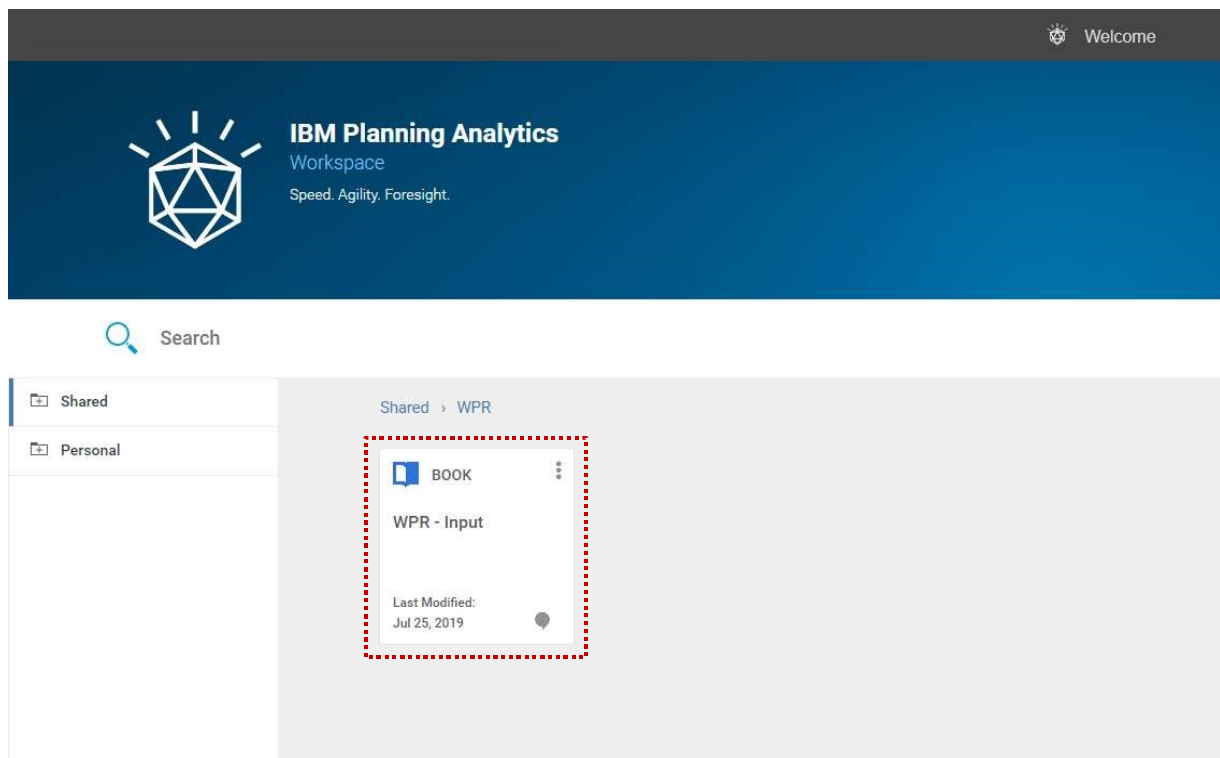 Welcome
IBM Planning Analytics
Workspace
Speed. Agility. Foresight.
Search
Shared
Personal
Shared › WPR
BOOK
WPR - Input
Last Modified:
Jul 25, 2019